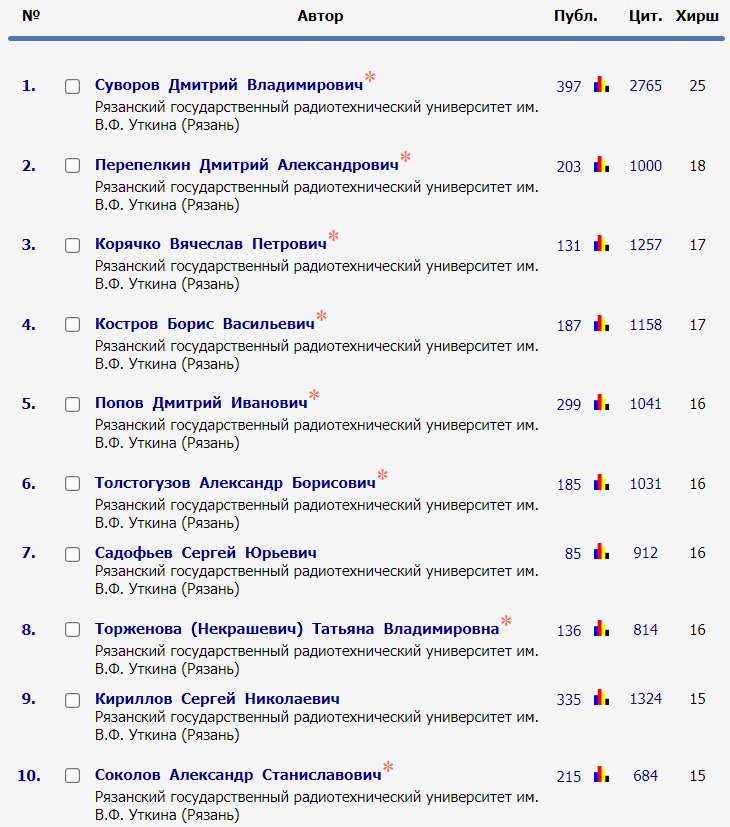 № Автор Публ. Цит. Хирш
1. Суворов Дмитрий Владимирович* 397 2765 25
Рязанский государственный радиотехнический университет им.
В.Ф. Уткина (Рязань)
2. Перепелкин Дмитрий Александрович* 203 1000 18
Рязанский государственный радиотехнический университет им.
В.Ф. Уткина (Рязань)
3. Корячко Вячеслав Петрович* 131 1257 17
Рязанский государственный радиотехнический университет им.
В.Ф. Уткина (Рязань)
4. Костров Борис Васильевич* 187 1158 17
Рязанский государственный радиотехнический университет им.
В.Ф. Уткина (Рязань)
5. Попов Дмитрий Иванович* 299 1041 16
Рязанский государственный радиотехнический университет им.
В.Ф. Уткина (Рязань)
6. Толстогузов Александр Борисович* 185 1031 16
Рязанский государственный радиотехнический университет им.
В.Ф. Уткина (Рязань)
7. Садофьев Сергей Юрьевич 85 912 16
Рязанский государственный радиотехнический университет им.
В.Ф. Уткина (Рязань)
8. Торженова (Некрашевич) Татьяна Владимировна* 136 814 16
Рязанский государственный радиотехнический университет им.
В.Ф. Уткина (Рязань)
9. Кириллов Сергей Николаевич 335 1324 15
Рязанский государственный радиотехнический университет им.
В.Ф. Уткина (Рязань)
10. Соколов Александр Станиславович* 215 684 15
Рязанский государственный радиотехнический университет им.
В.Ф. Уткина (Рязань)